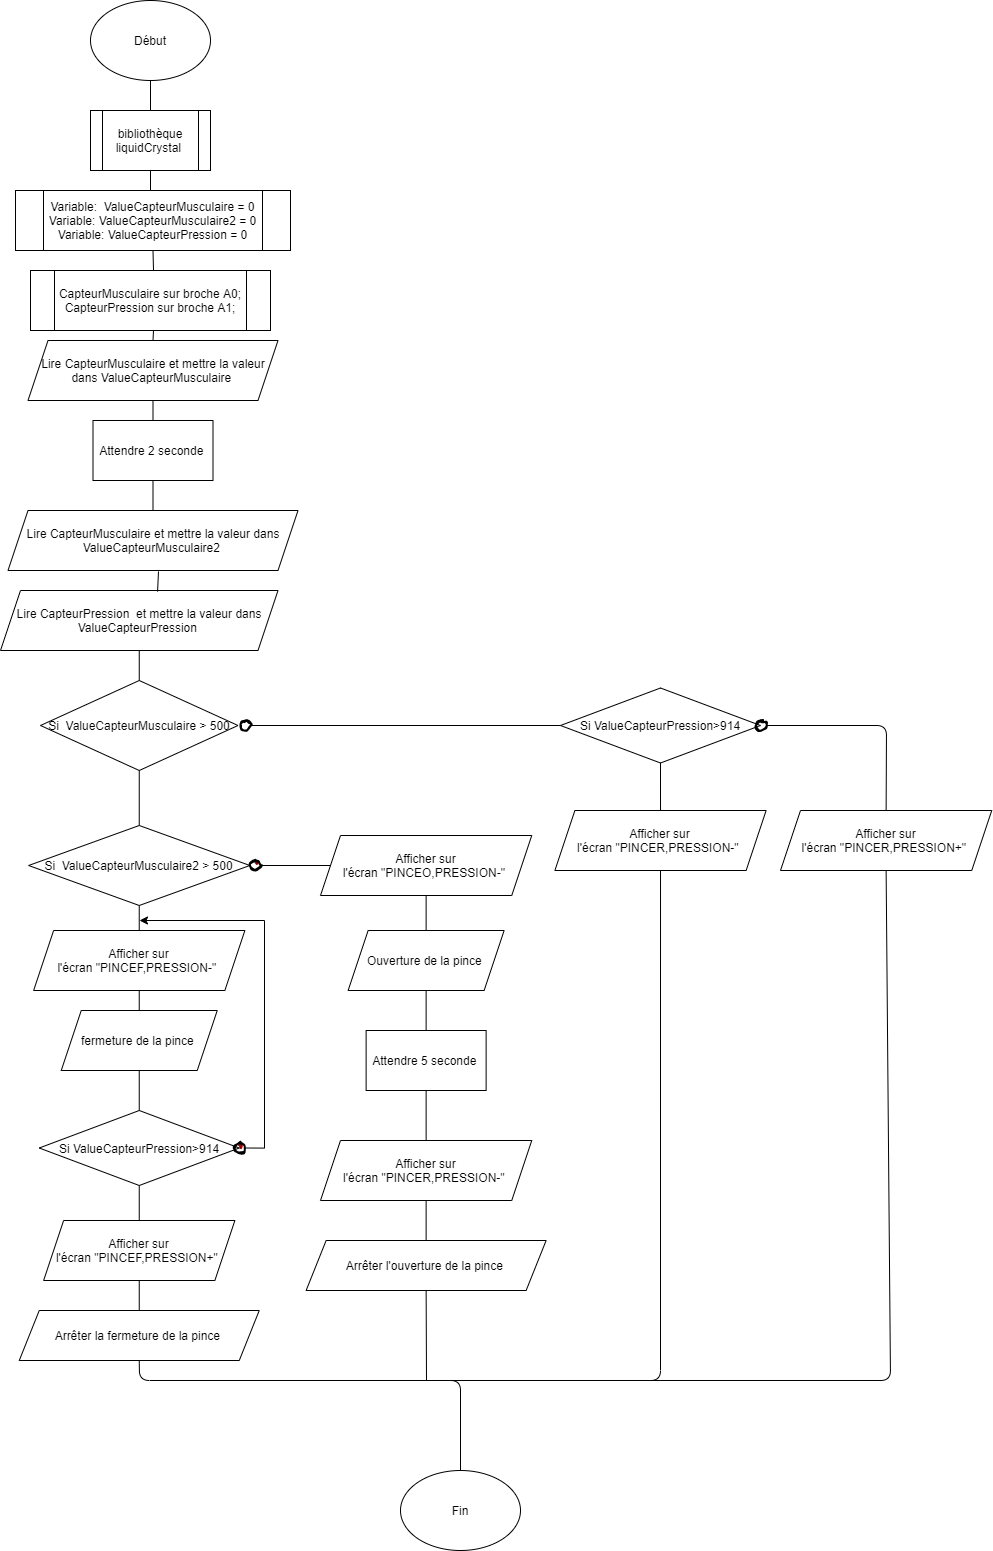 Début
bibliothèque
liquidCrystal
Variable:  ValueCapteurMusculaire = 0
Variable: ValueCapteurMusculaire2 = 0
Variable: ValueCapteurPression = 0
CapteurMusculaire sur broche A0;
CapteurPression sur broche A1;
Lire CapteurMusculaire et mettre la valeur
dans ValueCapteurMusculaire
Attendre 2 seconde
Lire CapteurMusculaire et mettre la valeur dans
ValueCapteurMusculaire2
Lire CapteurPression  et mettre la valeur dans
ValueCapteurPression
Si  ValueCapteurMusculaire > 500
Si ValueCapteurPression>914
Afficher sur
l'écran "PINCER,PRESSION-"
Afficher sur
l'écran "PINCER,PRESSION+"
Si  ValueCapteurMusculaire2 > 500
Afficher sur
l'écran "PINCEO,PRESSION-"
Ouverture de la pince
Attendre 5 seconde
Afficher sur
l'écran "PINCER,PRESSION-"
Arrêter l'ouverture de la pince
Afficher sur
l'écran "PINCEF,PRESSION-"
fermeture de la pince
Si ValueCapteurPression>914
Afficher sur
l'écran "PINCEF,PRESSION+"
Arrêter la fermeture de la pince
Fin